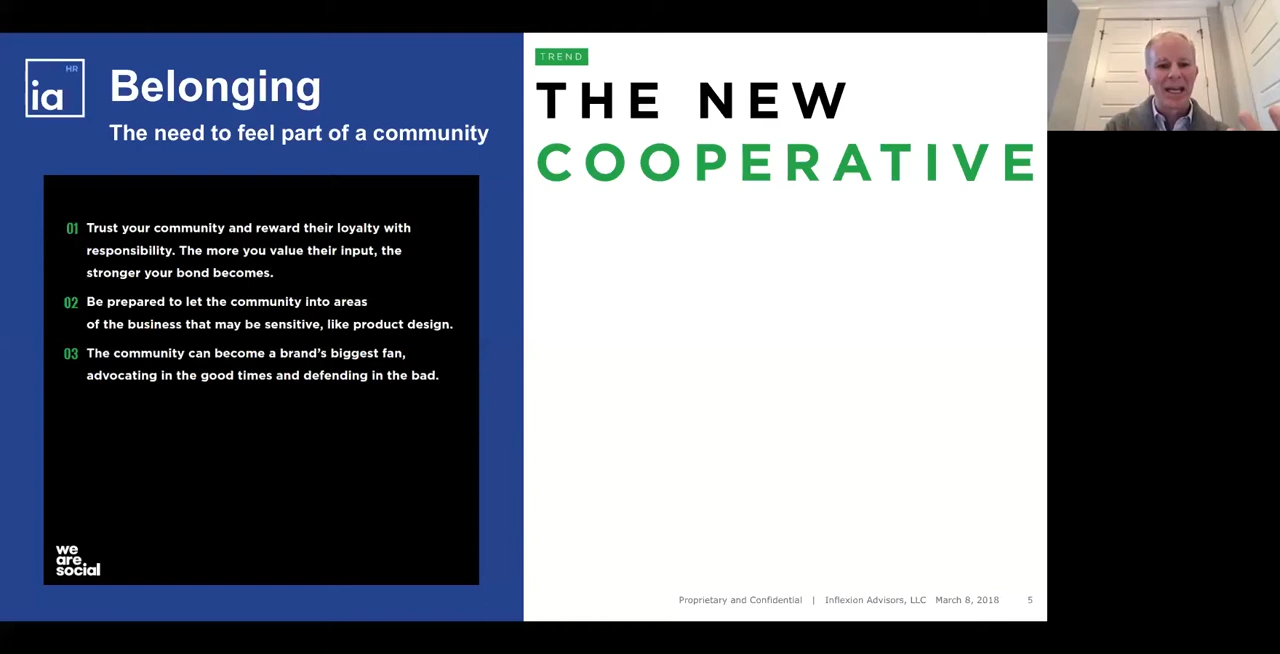 HR
ia
Belonging
The need to feel part of a community
01 Trust your community and reward their loyalty with
responsibility. The more you value their input, the
stronger your bond becomes.
02 Be prepared to let the community into areas
of the business that may be sensitive, like product design.
03 The community can become a brand’s biggest fan,
advocating in the good times and defending in the bad.
we
are
social
TREND
THE NEW
COOPERATIVE
Proprietary and Confidential | Inflexion Advisors, LLC March 8, 2018 5